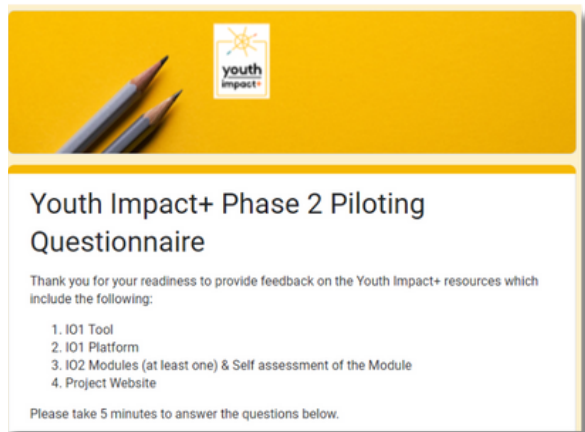 youth
impact+
Youth Impact+ Phase 2 Piloting
Questionnaire
Thank you for your readiness to provide feedback on the Youth Impact+ resources which
include the following:
1. IO1 Tool
2. IO1 Platform
3. IO2 Modules (at least one) & Self assessment of the Module
4. Project Website
Please take 5 minutes to answer the questions below.